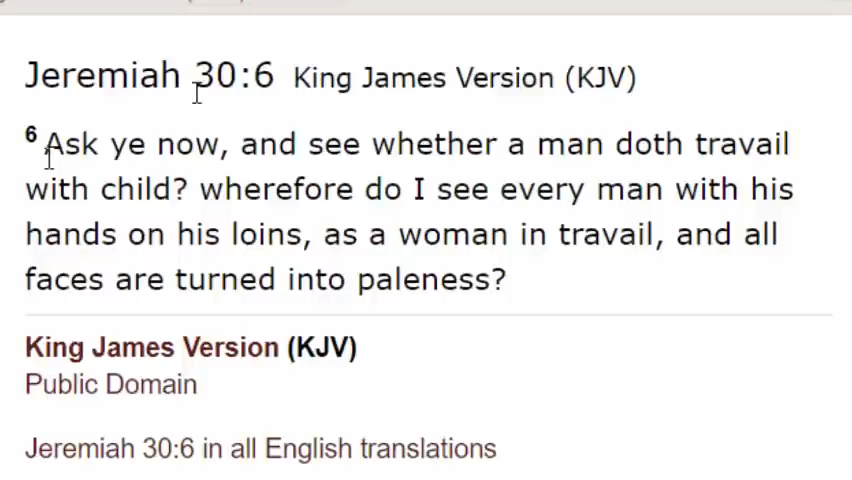 Jeremiah 30:6 King James Version (KJV)
6 Ask ye now, and see whether a man doth travail
with child? wherefore do I see every man with his
hands on his loins, as a woman in travail, and all
faces are turned into paleness?
King James Version (KJV)
Public Domain
Jeremiah 30:6 in all English translations